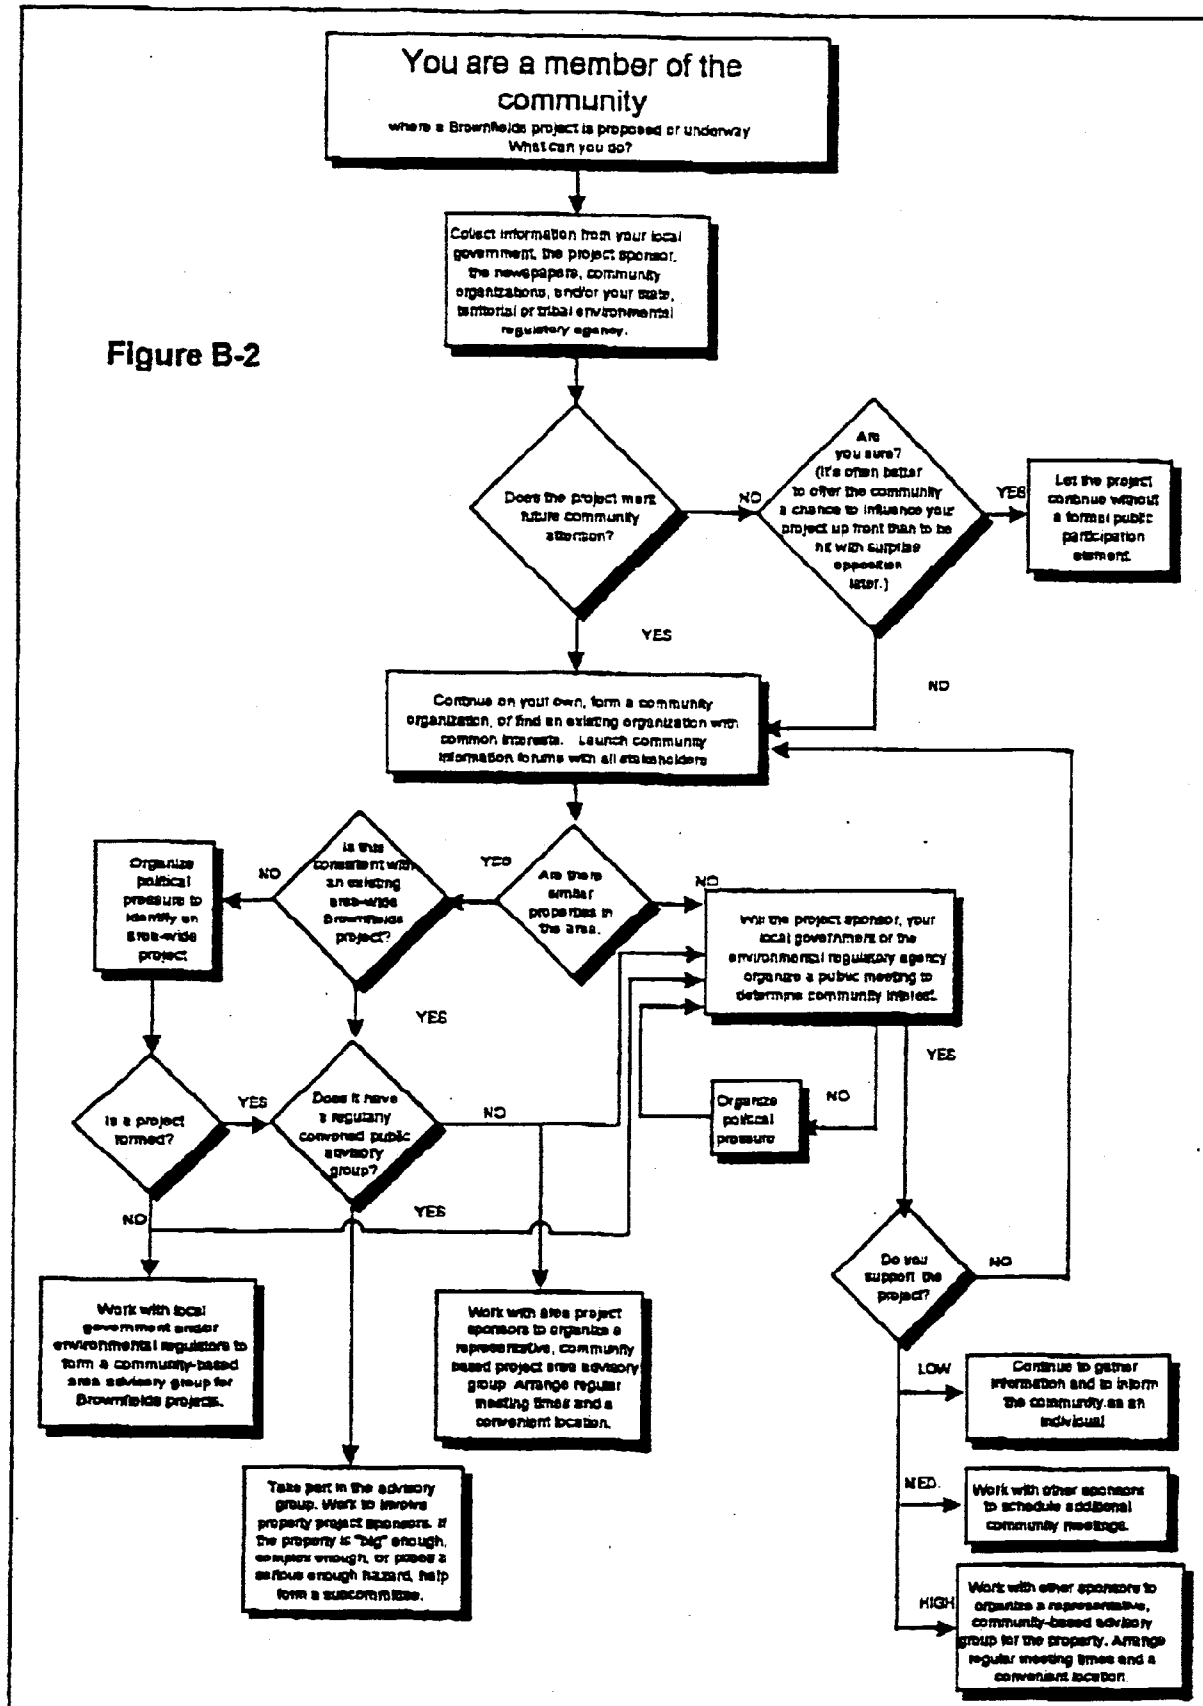 You are a member of the
community
where a Brownfields project is proposed or underway
What can you do?
Collect information from your local
government, the project sponsor,
the newspapers, community
organizations, and/or your state,
territorial or tribal environmental
regulatory agency.
Figure B-2
Does the project merit
future community
attention?
NO
Are
you sure?
(It's often better
to offer the community
a chance to influence your
project up front than to be
hit with surprise
opposition
later.)
YES
Let the project
continue without
a formal public
participation
element.
YES
NO
Continue on your own, form a community
organization, or find an existing organization with
common interests. Launch community
information forums with all stakeholders
Organize
political
pressure to
identify an
area-wide
project
NO
Is this
consistent with
an existing
area-wide
Brownfields
project?
YES
Are there
similar
properties in
the area.
NO
Will the project sponsor, your
local government or the
environmental regulatory agency
organize a public meeting to
determine community interest.
YES
YES
Is a project
formed?
YES
Does it have
a regularly
convened public
advisory
group?
NO
Organize
political
pressure
NO
NO
YES
Do you
support the
project?
NO
Work with local
government and/or
environmental regulators to
form a community-based
area advisory group for
Brownfields projects.
Work with area project
sponsors to organize a
representative, community
based project area advisory
group. Arrange regular
meeting times and a
convenient location.
LOW
Continue to gather
information and to inform
the community as an
individual
Take part in the advisory
group. Work to involve
property project sponsors. If
the property is "big" enough,
complex enough, or poses a
serious enough hazard, help
form a subcommittee.
MED.
Work with other sponsors
to schedule additional
community meetings.
HIGH
Work with other sponsors to
organize a representative,
community-based advisory
group for the property. Arrange
regular meeting times and a
convenient location.